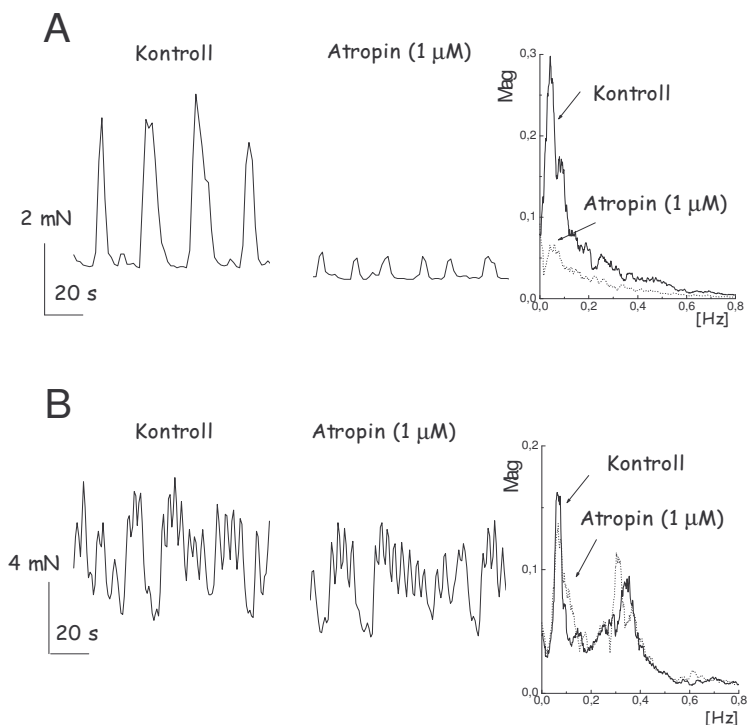 A
Kontroll
Atropin (1 μM)
2 mN
20 s
Mag
0,3
0,2
0,1
0,0
Kontroll
Atropin (1 μM)
0,0 0,2 0,4 0,6 0,8
[Hz]
B
Kontroll
Atropin (1 μM)
4 mN
20 s
Mag
0,2
0,1
0,0
Kontroll
Atropin (1 μM)
0,0 0,2 0,4 0,6 0,8
[Hz]